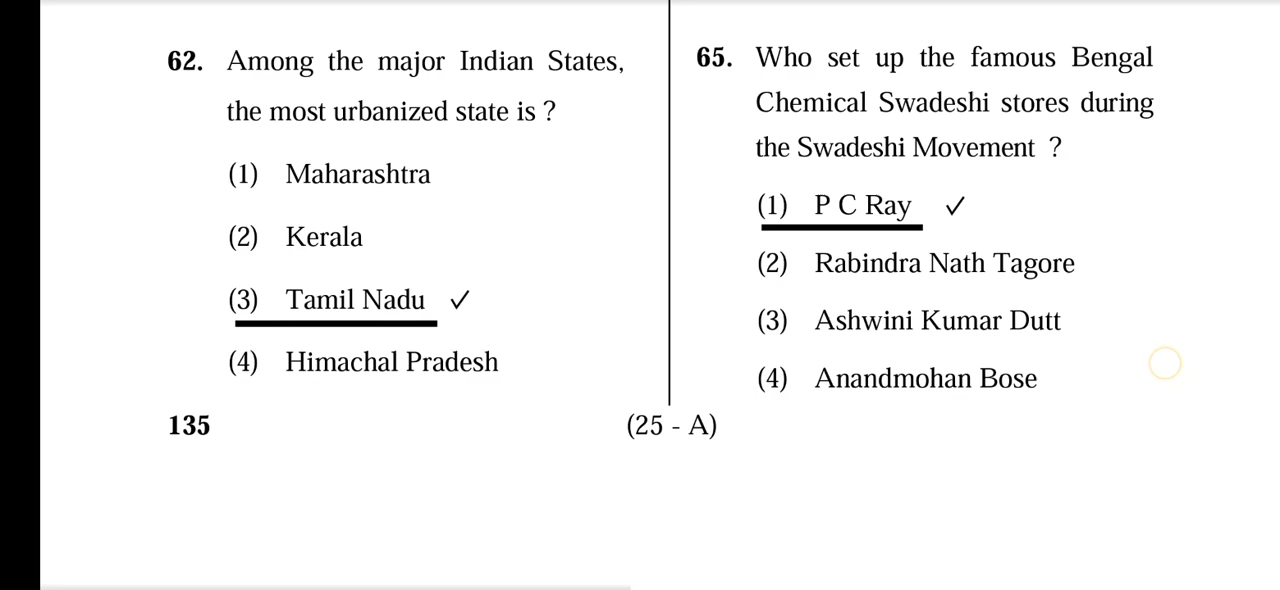 62. Among the major Indian States,
the most urbanized state is ?
(1) Maharashtra
(2) Kerala
(3) Tamil Nadu ✓
(4) Himachal Pradesh
65. Who set up the famous Bengal
Chemical Swadeshi stores during
the Swadeshi Movement ?
(1) P C Ray ✓
(2) Rabindra Nath Tagore
(3) Ashwini Kumar Dutt
(4) Anandmohan Bose
135
(25 - A)